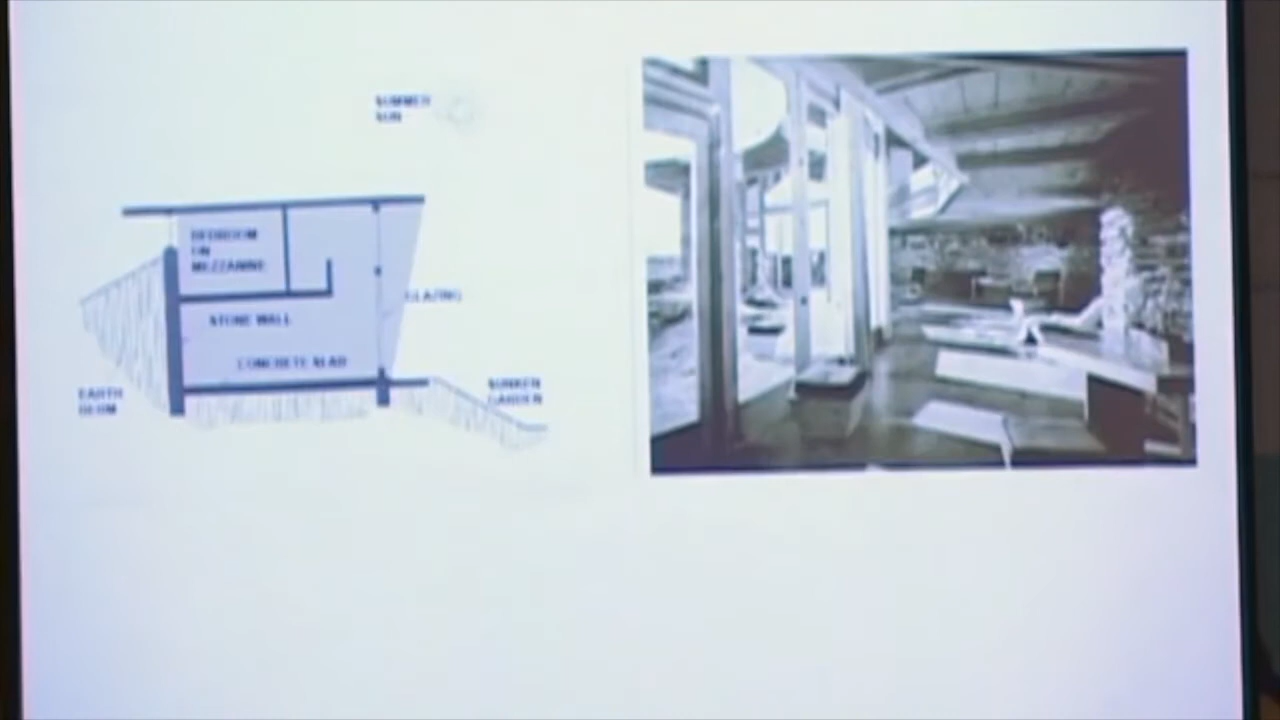 SUMMER
SUN
BEDROOM
ON
MEZZANINE
GLAZING
STONE WALL
CONCRETE SLAB
EARTH
BERM
SUNKEN
GARDEN